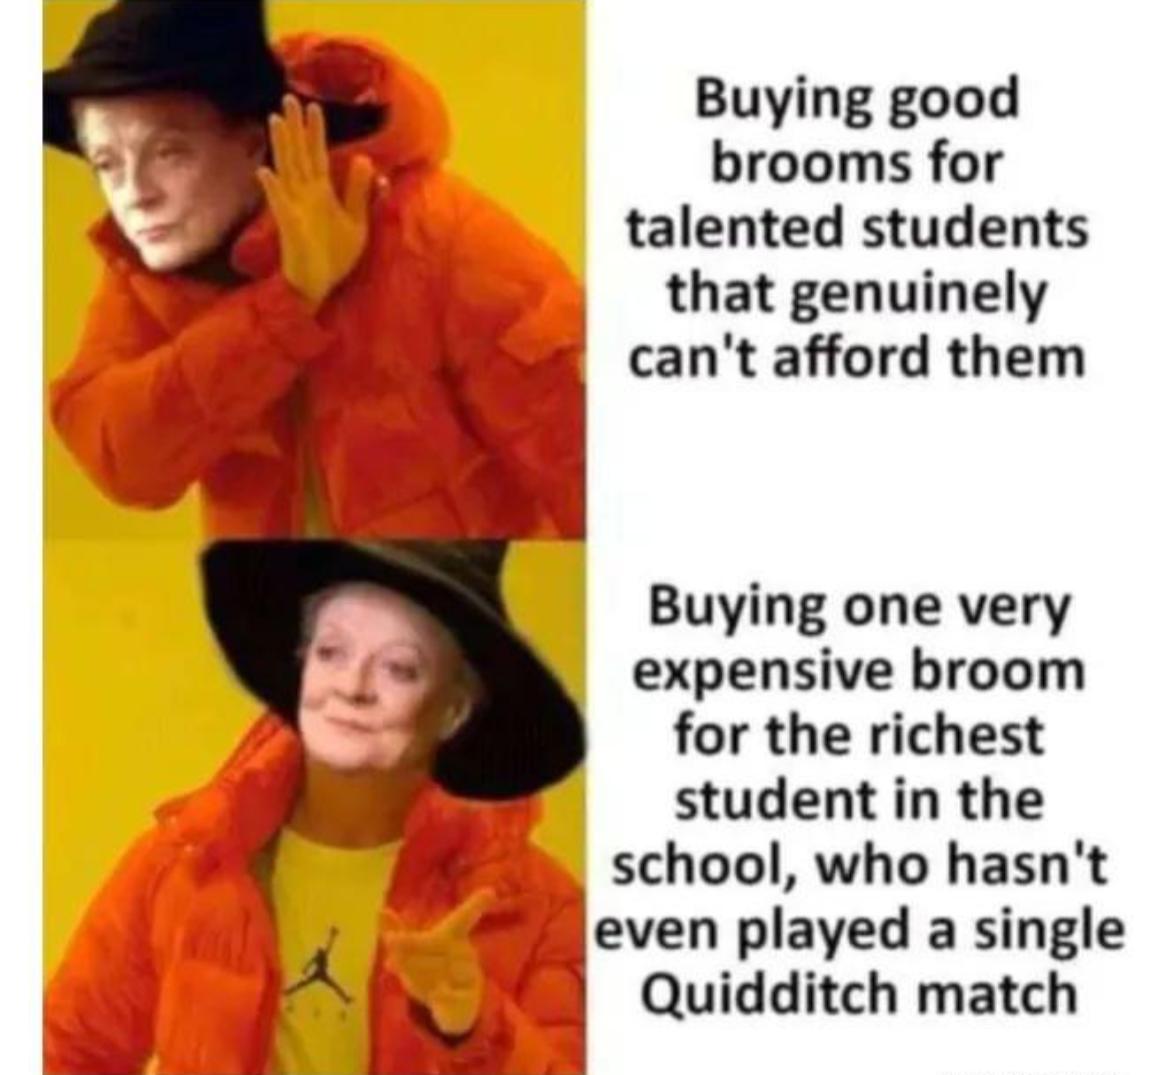 Buying good
brooms for
talented students
that genuinely
can't afford them
Buying one very
expensive broom
for the richest
student in the
school, who hasn't
even played a single
Quidditch match